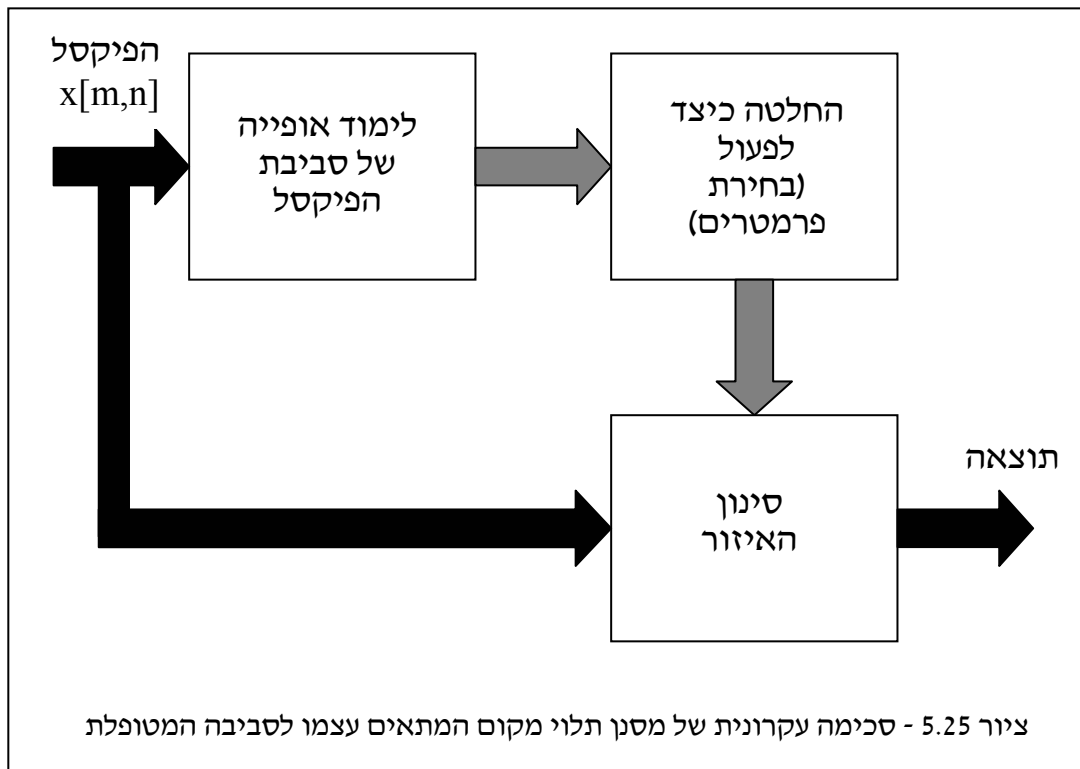 הפיקסל
x[m,n]
לימוד אופייה
של סביבת
הפיקסל
החלטה כיצד
לפעול
(בחירת
פרמטרים)
סינון
האיזור
תוצאה
ציור 5.25 - סכימה עקרונית של מסנן תלוי מקום המתאים עצמו לסביבה המטופלת